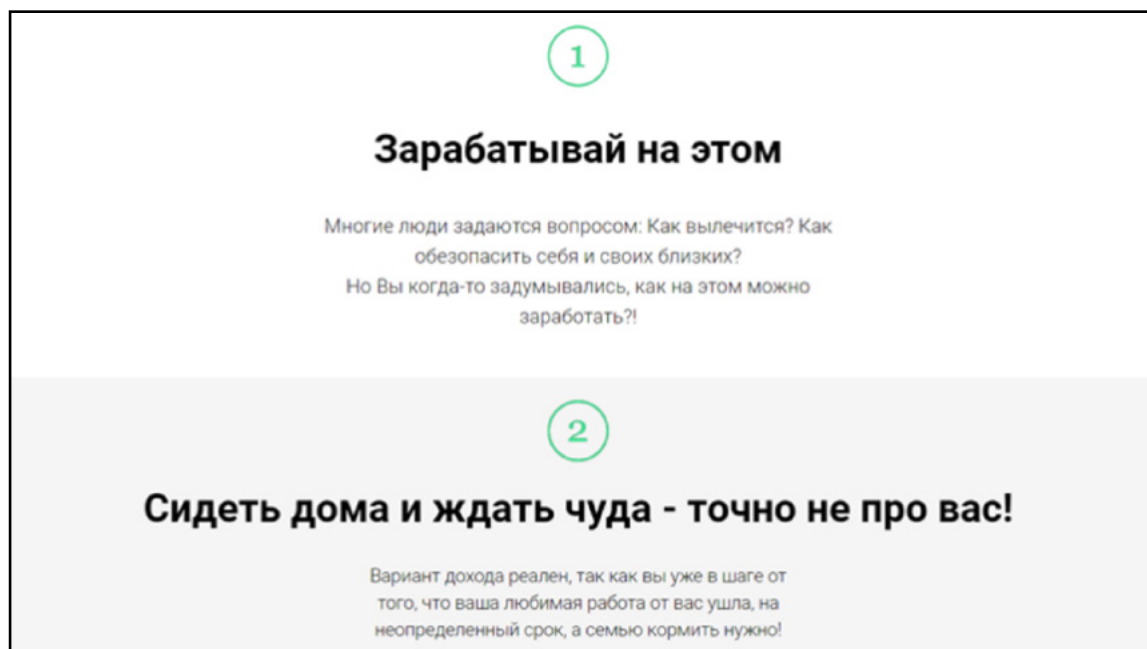 1
Зарабатывай на этом
Многие люди задаются вопросом: Как вылечится? Как
обезопасить себя и своих близких?
Но Вы когда-то задумывались, как на этом можно
заработать?!
2
Сидеть дома и ждать чуда - точно не про вас!
Вариант дохода реален, так как вы уже в шаге от
того, что ваша любимая работа от вас ушла, на
неопределенный срок, а семью кормить нужно!